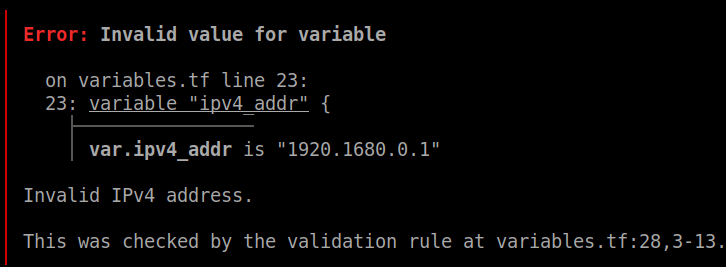 Error: Invalid value for variable
on variables.tf line 23:
23: variable "ipv4_addr" {
var.ipv4_addr is "1920.1680.0.1"
Invalid IPv4 address.
This was checked by the validation rule at variables.tf:28,3-13.